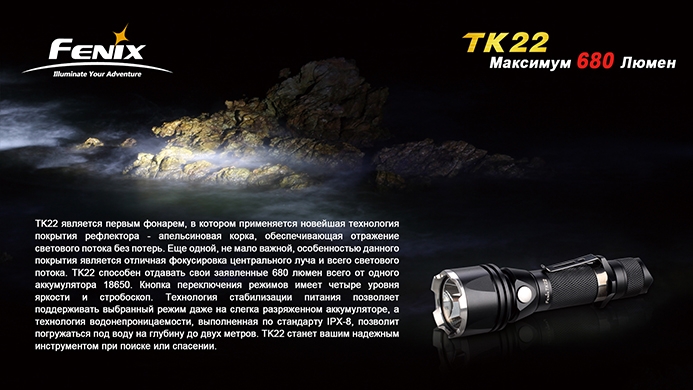 FENIX
Illuminate Your Adventure
TK22
Максимум 680 Люмен
TK22 является первым фонарем, в котором применяется новейшая технология
покрытия рефлектора - апельсиновая корка, обеспечивающая отражение
светового потока без потерь. Еще одной, не мало важной, особенностью данного
покрытия является отличная фокусировка центрального луча и всего светового
потока. TK22 способен отдавать свои заявленные 680 люмен всего от одного
аккумулятора 18650. Кнопка переключения режимов имеет четыре уровня
яркости и стробоскоп. Технология стабилизации питания позволяет
поддерживать выбранный режим даже на слегка разряженном аккумуляторе, а
технология водонепроницаемости, выполненная по стандарту IPX-8, позволит
погружаться под воду на глубину до двух метров. TK22 станет вашим надежным
инструментом при поиске или спасении.